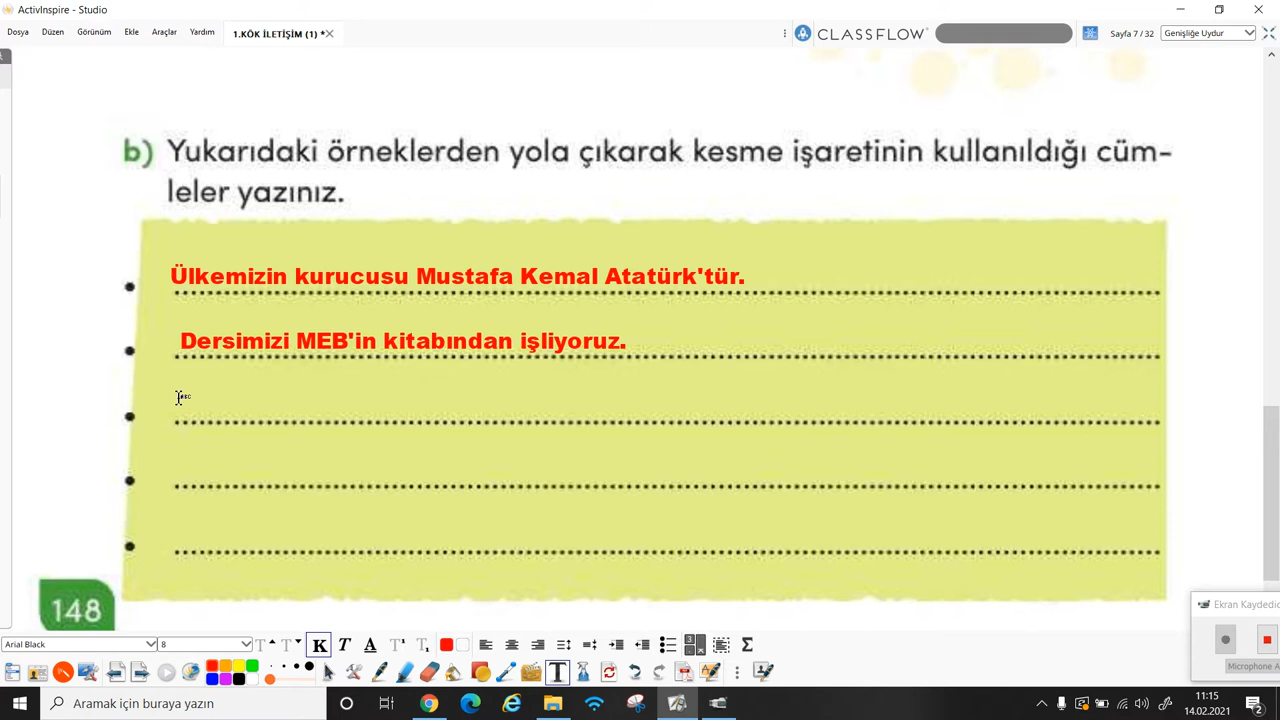 ActivInspire - Studio
Dosya Düzen Görünüm Ekle Araçlar Yardım
1.KÖK İLETİŞİM (1) *
CLASSFLOW
Sayfa 7 / 32
Genişliğe Uydur
b) Yukarıdaki örneklerden yola çıkarak kesme işaretinin kullanıldığı cüm-
leler yazınız.
Ülkemizin kurucusu Mustafa Kemal Atatürk'tür.
Dersimizi MEB'in kitabından işliyoruz.
ABC
148
Ekran Kaydedic
Microphone A
Arial Black
8
Aramak için buraya yazın
11:15
14.02.2021
2